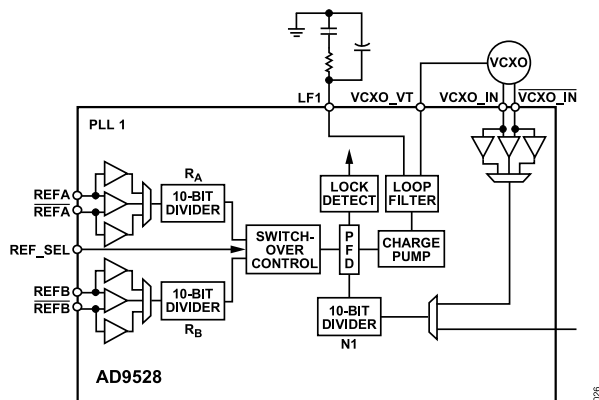 VCXO
LF1
VCXO_VT
VCXO_IN
VCXO_IN
PLL 1
REFA
REFA
RA
10-BIT
DIVIDER
LOCK
DETECT
LOOP
FILTER
REF_SEL
SWITCH-
OVER
CONTROL
PFD
CHARGE
PUMP
REFB
REFB
10-BIT
DIVIDER
RB
10-BIT
DIVIDER
N1
AD9528